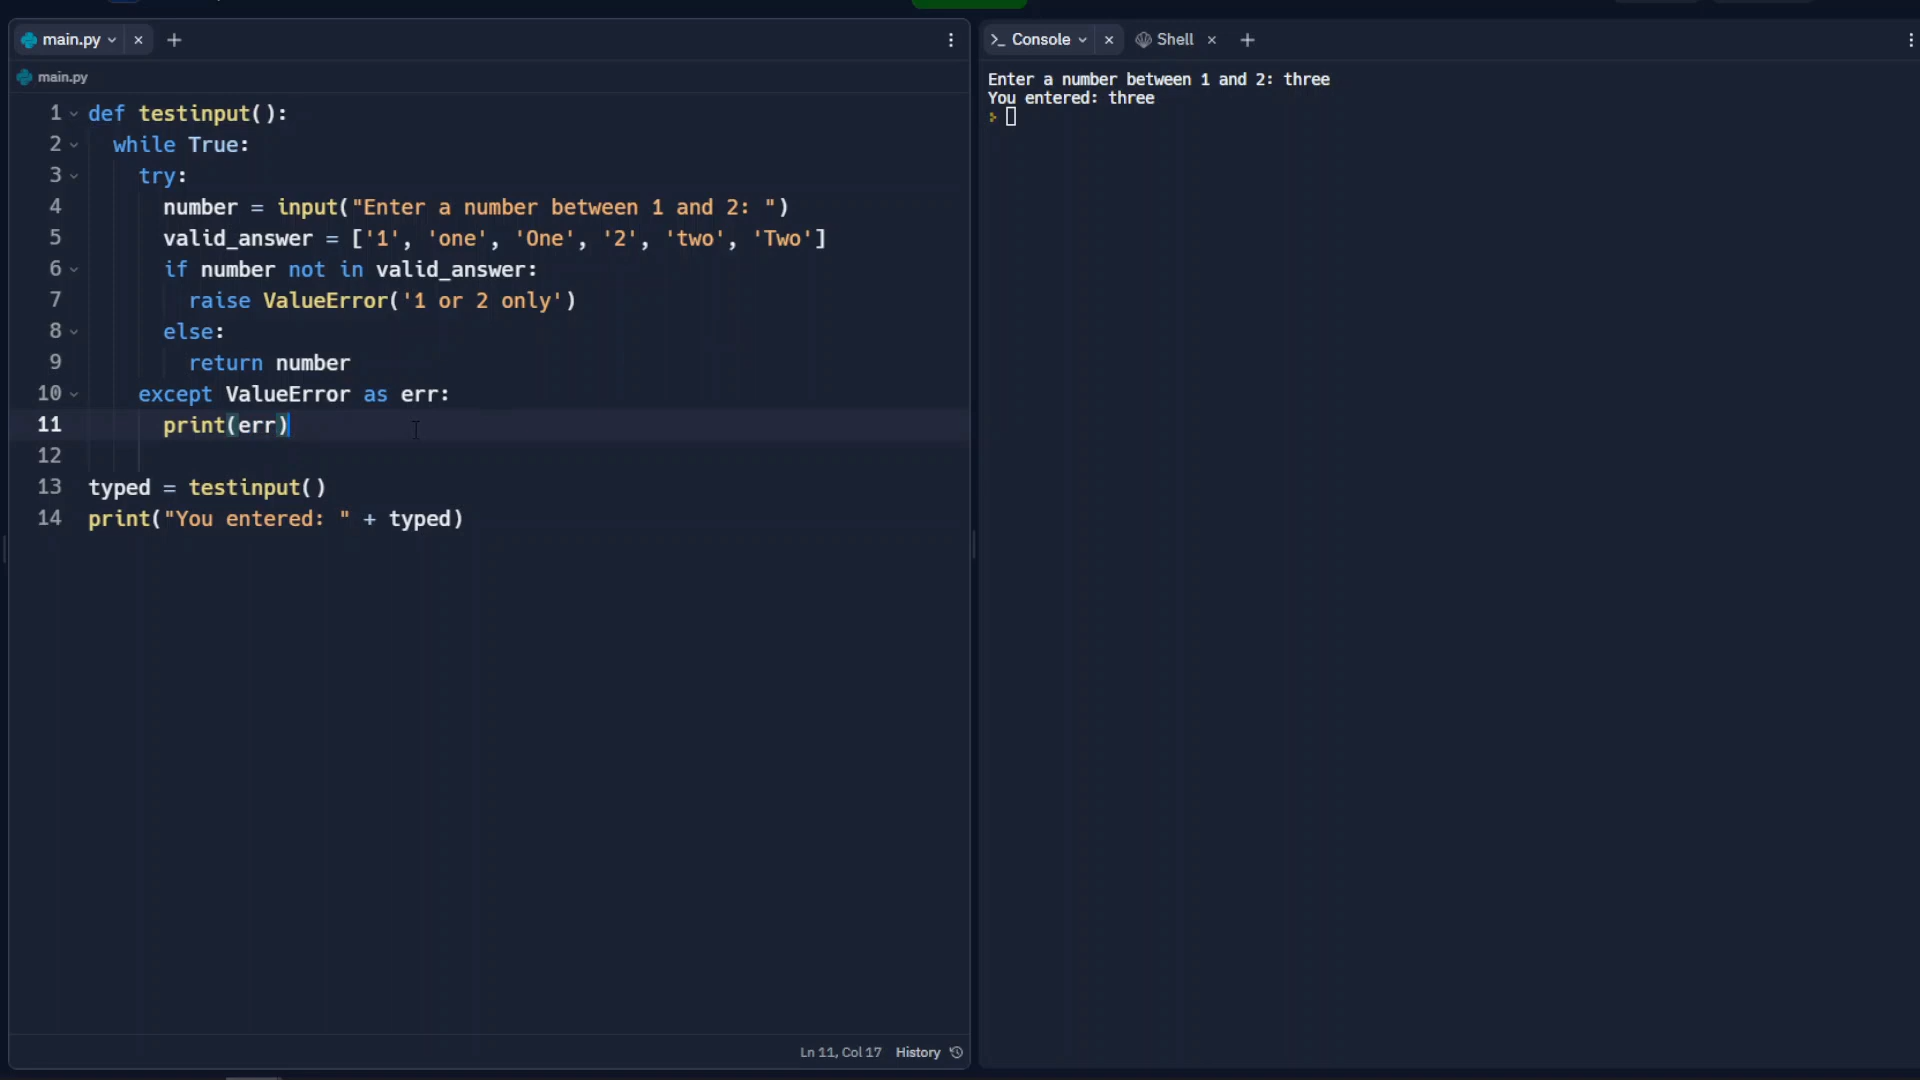 main.py
main.py
1 def testinput():
2 while True:
3 try:
4 number = input("Enter a number between 1 and 2: ")
5 valid_answer = ['1', 'one', 'One', '2', 'two', 'Two']
6 if number not in valid_answer:
7 raise ValueError('1 or 2 only')
8 else:
9 return number
10 except ValueError as err:
11 print(err)
12
13 typed = testinput()
14 print("You entered: " + typed)
Ln 11, Col 17 History
Console Shell
Enter a number between 1 and 2: three
You entered: three